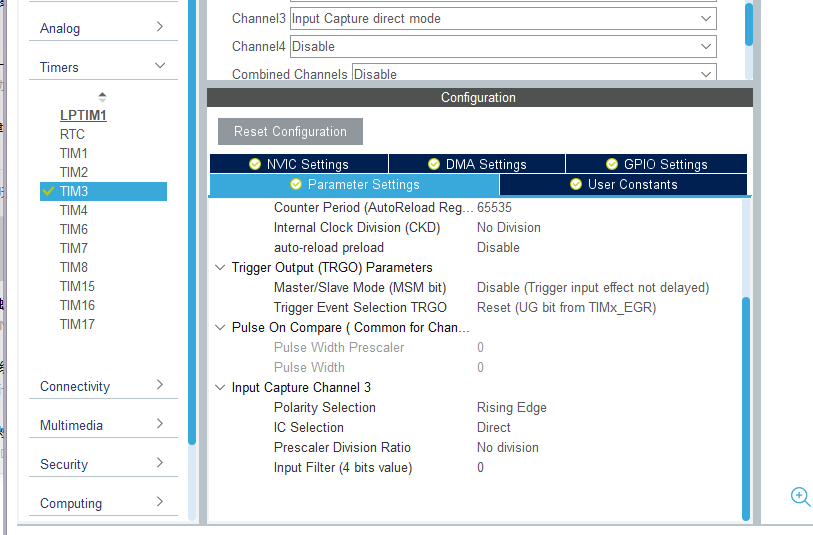 Analog
Timers
LPTIM1
RTC
TIM1
TIM2
TIM3
TIM4
TIM6
TIM7
TIM8
TIM15
TIM16
TIM17
Connectivity
Multimedia
Security
Computing
Channel3 Input Capture direct mode
Channel4 Disable
Combined Channels Disable
Configuration
Reset Configuration
NVIC Settings DMA Settings GPIO Settings
Parameter Settings User Constants
Counter Period (AutoReload Reg... 65535
Internal Clock Division (CKD) No Division
auto-reload preload Disable
Trigger Output (TRGO) Parameters
Master/Slave Mode (MSM bit) Disable (Trigger input effect not delayed)
Trigger Event Selection TRGO Reset (UG bit from TIMx_EGR)
Pulse On Compare ( Common for Chan...
Pulse Width Prescaler 0
Pulse Width 0
Input Capture Channel 3
Polarity Selection Rising Edge
IC Selection Direct
Prescaler Division Ratio No division
Input Filter (4 bits value) 0